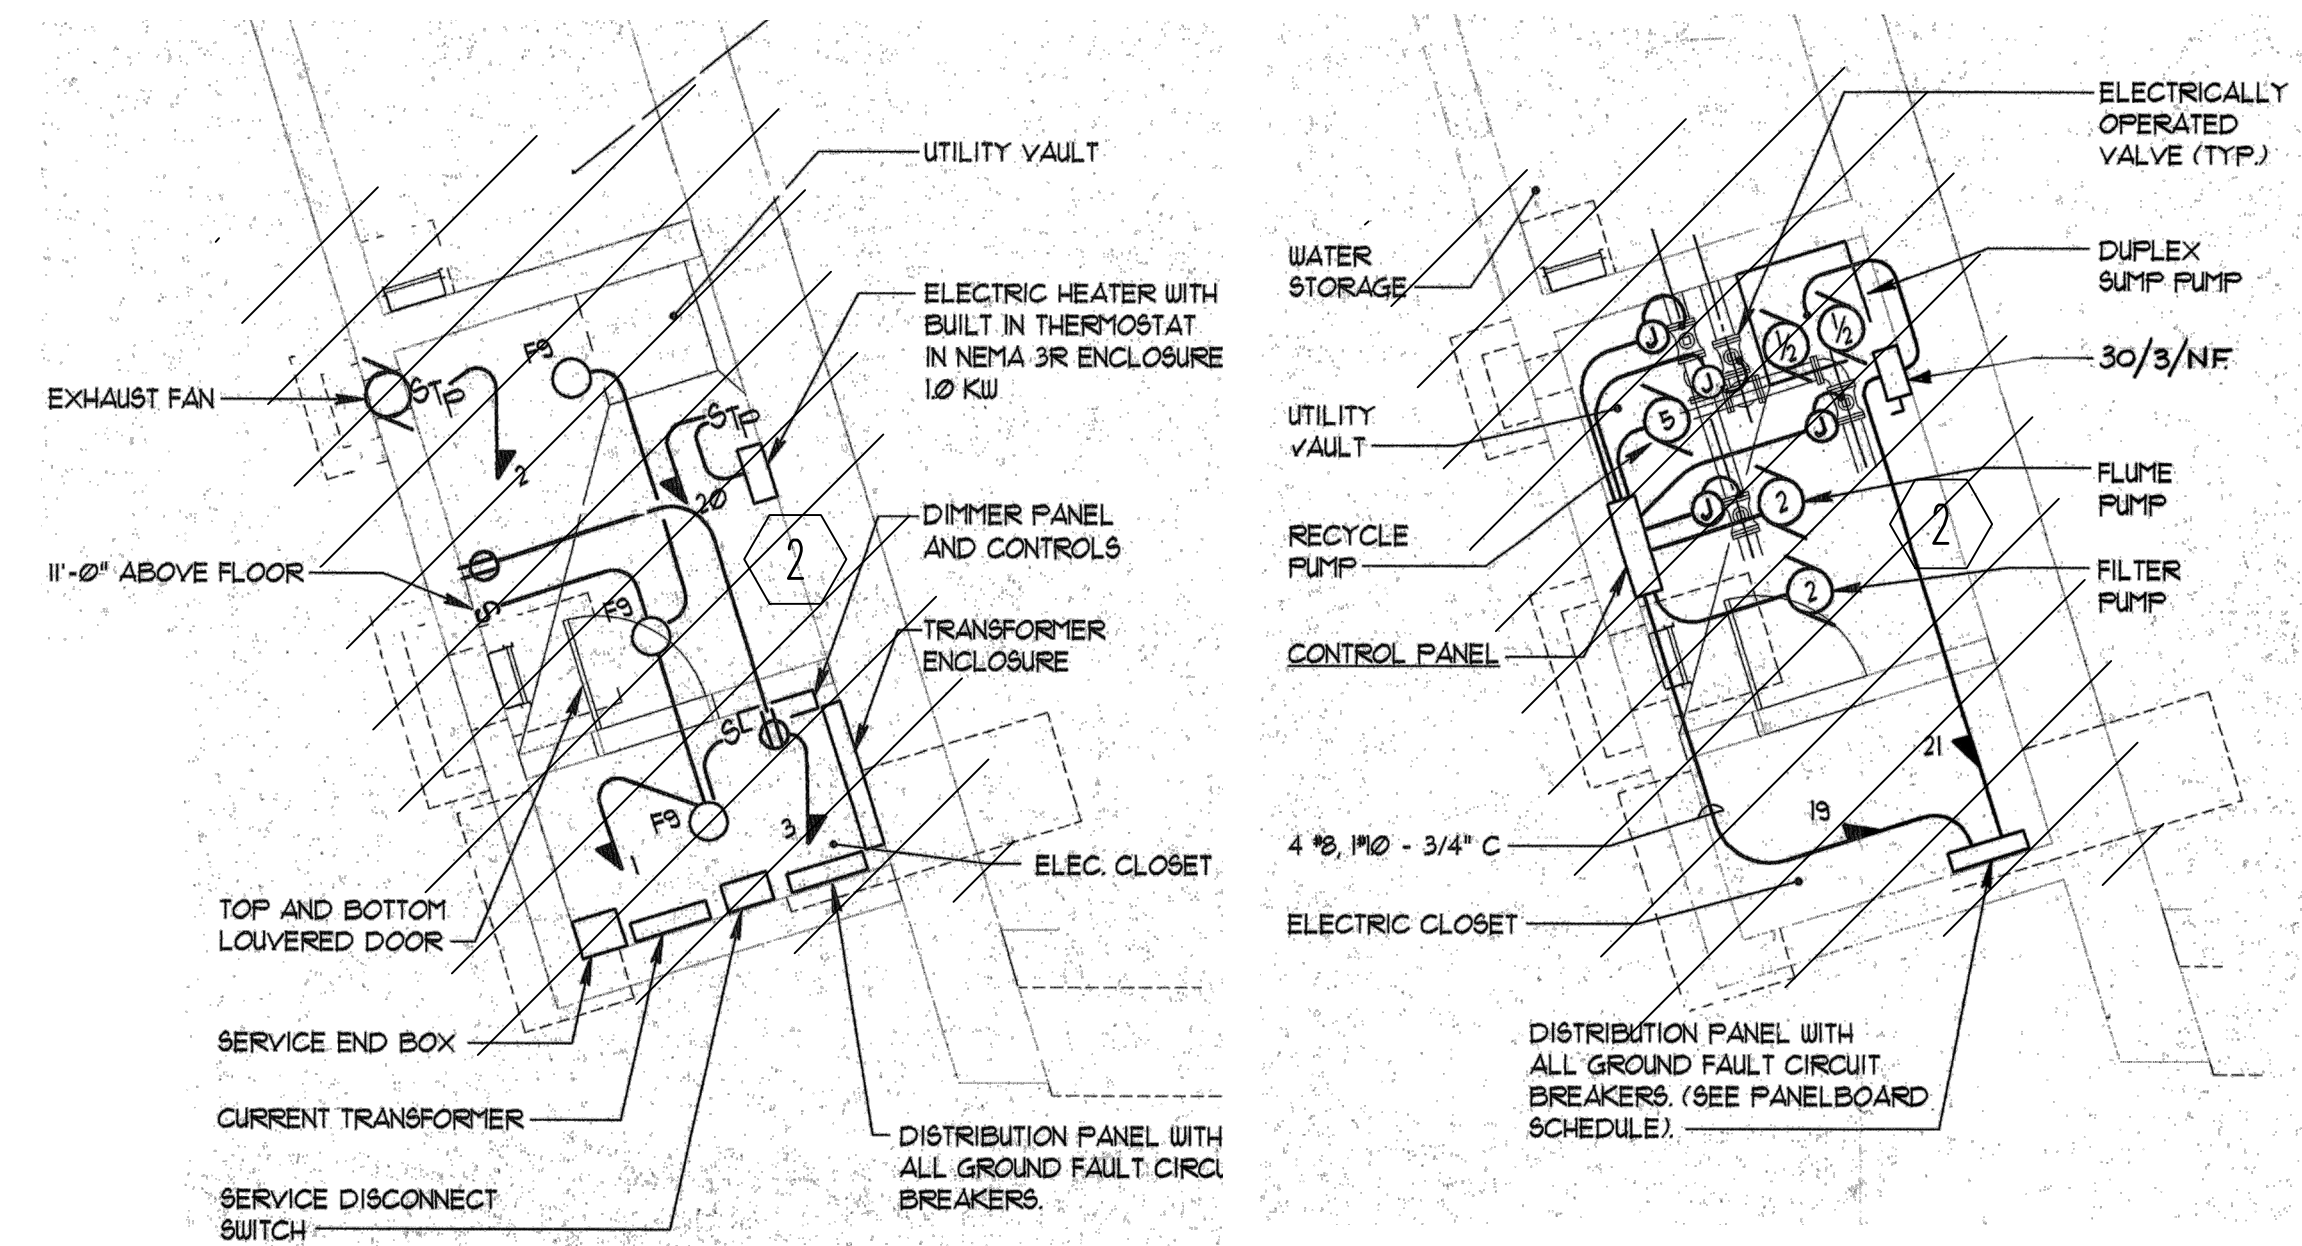 UTILITY VAULT
ELECTRIC HEATER WITH
BUILT IN THERMOSTAT
IN NEMA 3R ENCLOSURE
1.0 KW
EXHAUST FAN
STP
2
F9
STP
20
DIMMER PANEL
AND CONTROLS
2
11'-0" ABOVE FLOOR
S
F9
TRANSFORMER
ENCLOSURE
SL
F9
3
1
ELEC. CLOSET
TOP AND BOTTOM
LOUVERED DOOR
SERVICE END BOX
CURRENT TRANSFORMER
DISTRIBUTION PANEL WITH
ALL GROUND FAULT CIRCU
BREAKERS.
SERVICE DISCONNECT
SWITCH
ELECTRICALLY
OPERATED
VALVE (TYP.)
WATER
STORAGE
DUPLEX
SUMP PUMP
J
1/2
1/2
30/3/N.F.
J
UTILITY
VAULT
5
J
FLUME
PUMP
J
2
2
RECYCLE
PUMP
FILTER
PUMP
2
CONTROL PANEL
21
19
4 #8, 1#10 - 3/4" C
ELECTRIC CLOSET
DISTRIBUTION PANEL WITH
ALL GROUND FAULT CIRCUIT
BREAKERS. (SEE PANELBOARD
SCHEDULE).